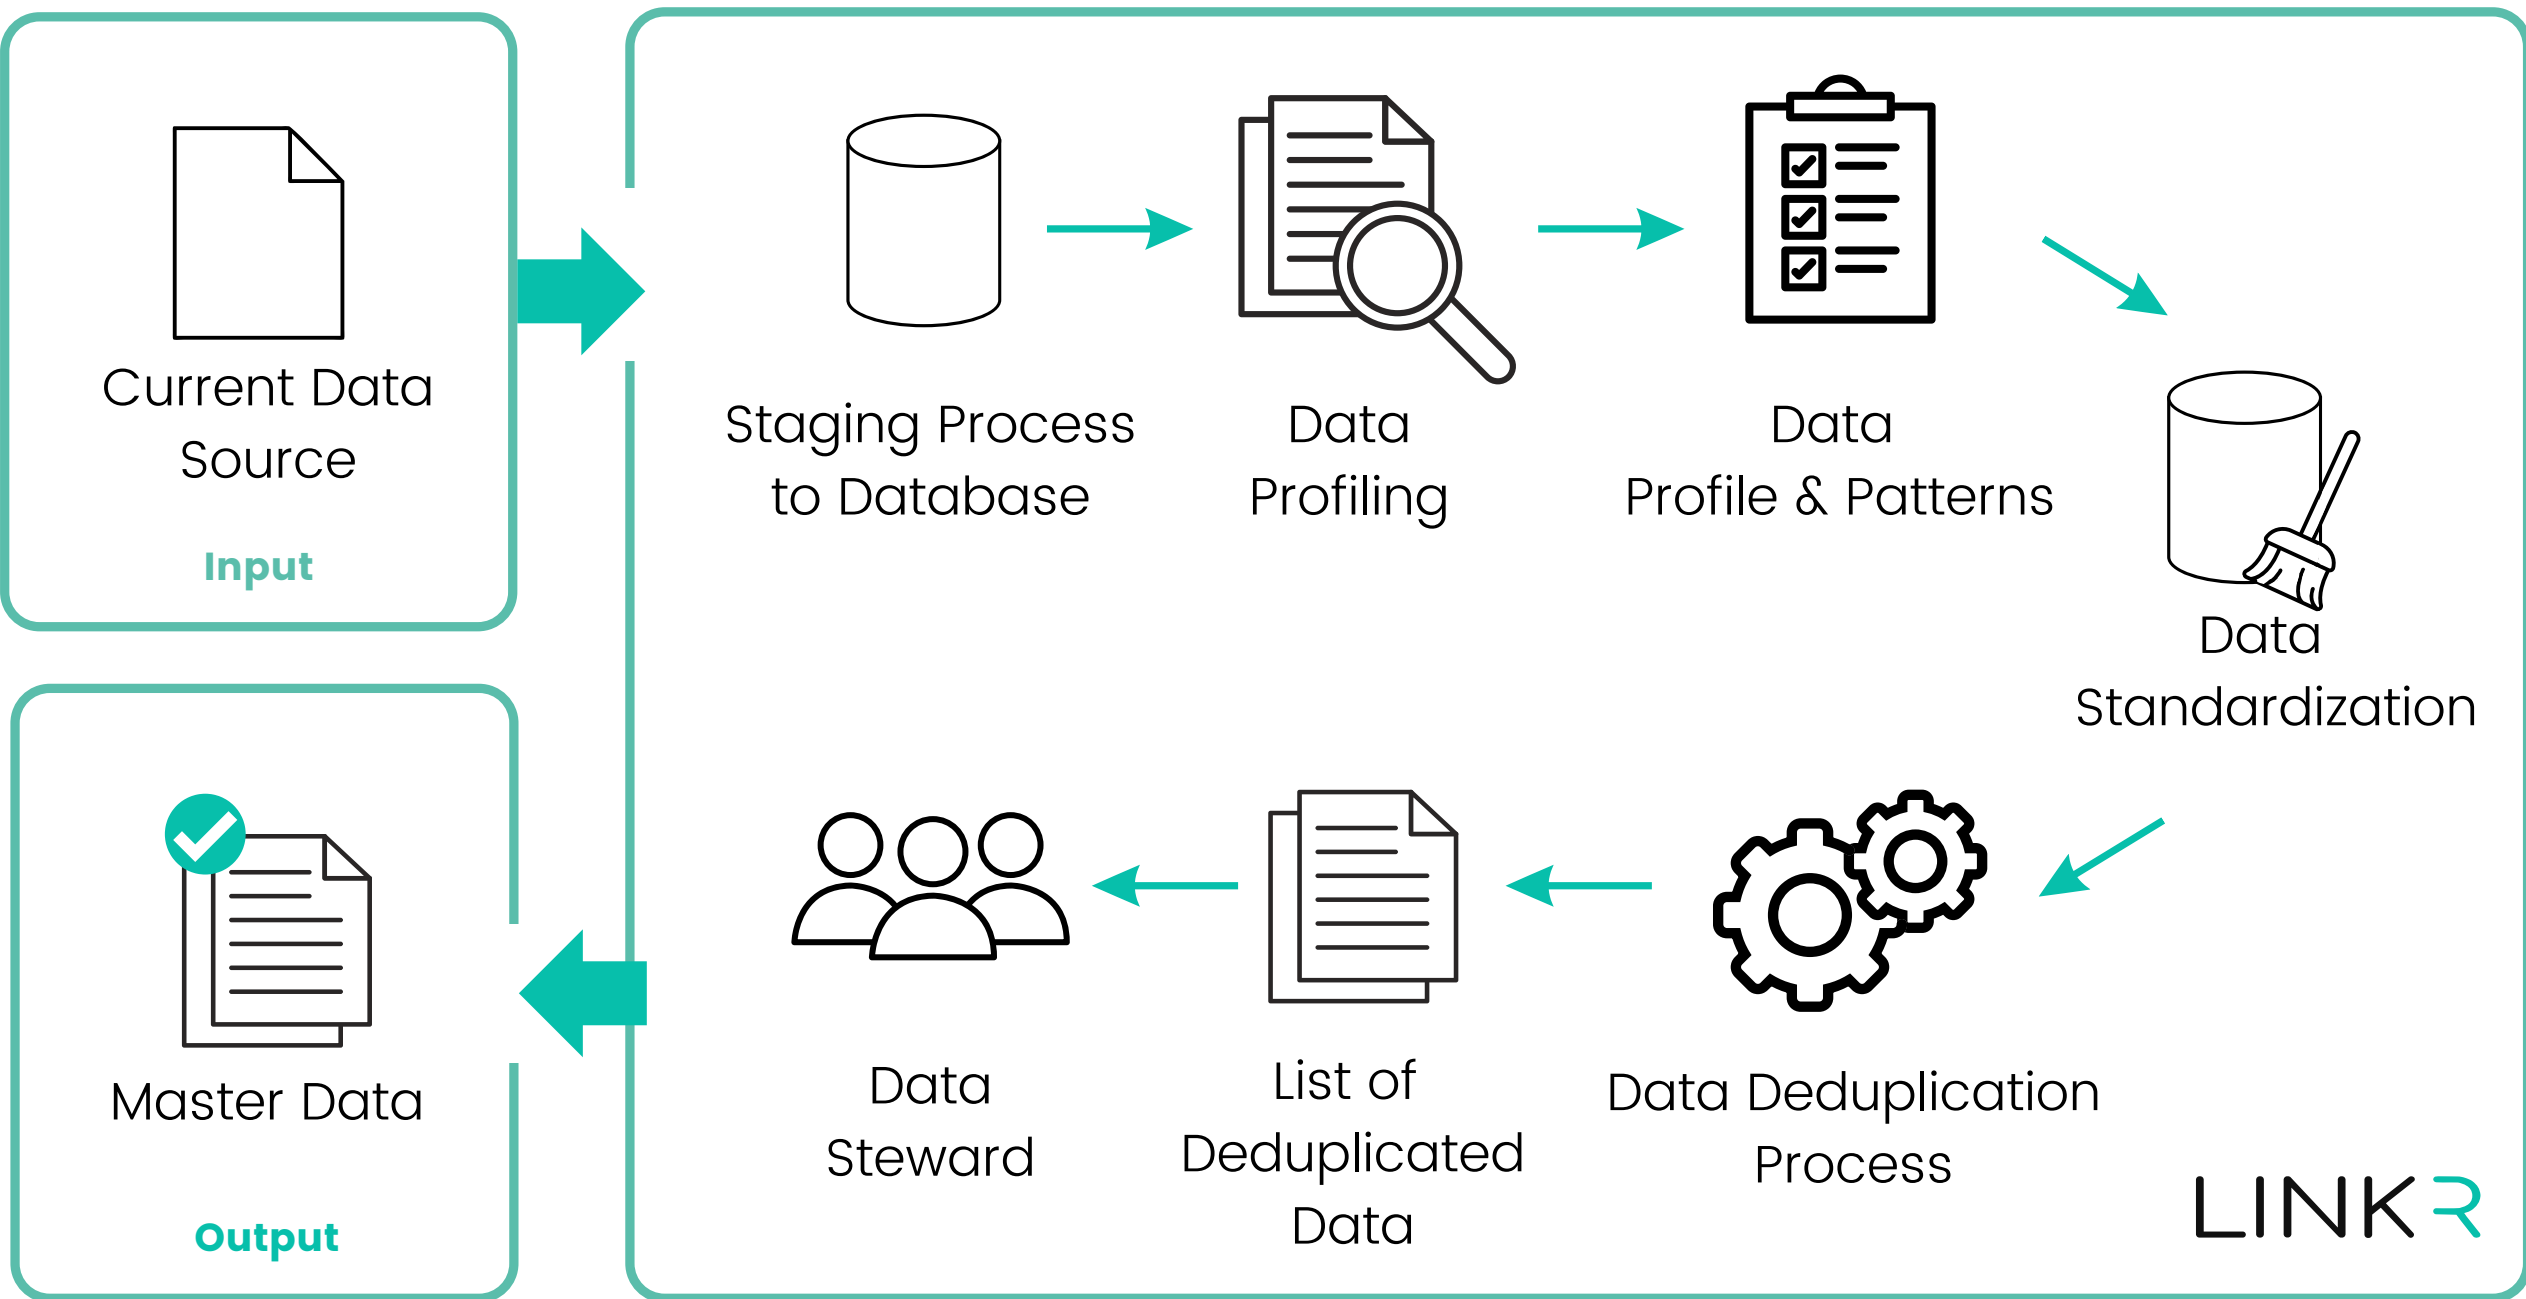 Current Data
Source
Input
Staging Process
to Database
Data
Profiling
Data
Profile & Patterns
Data
Standardization
Data Deduplication
Process
List of
Deduplicated
Data
Data
Steward
Master Data
Output
LINKR